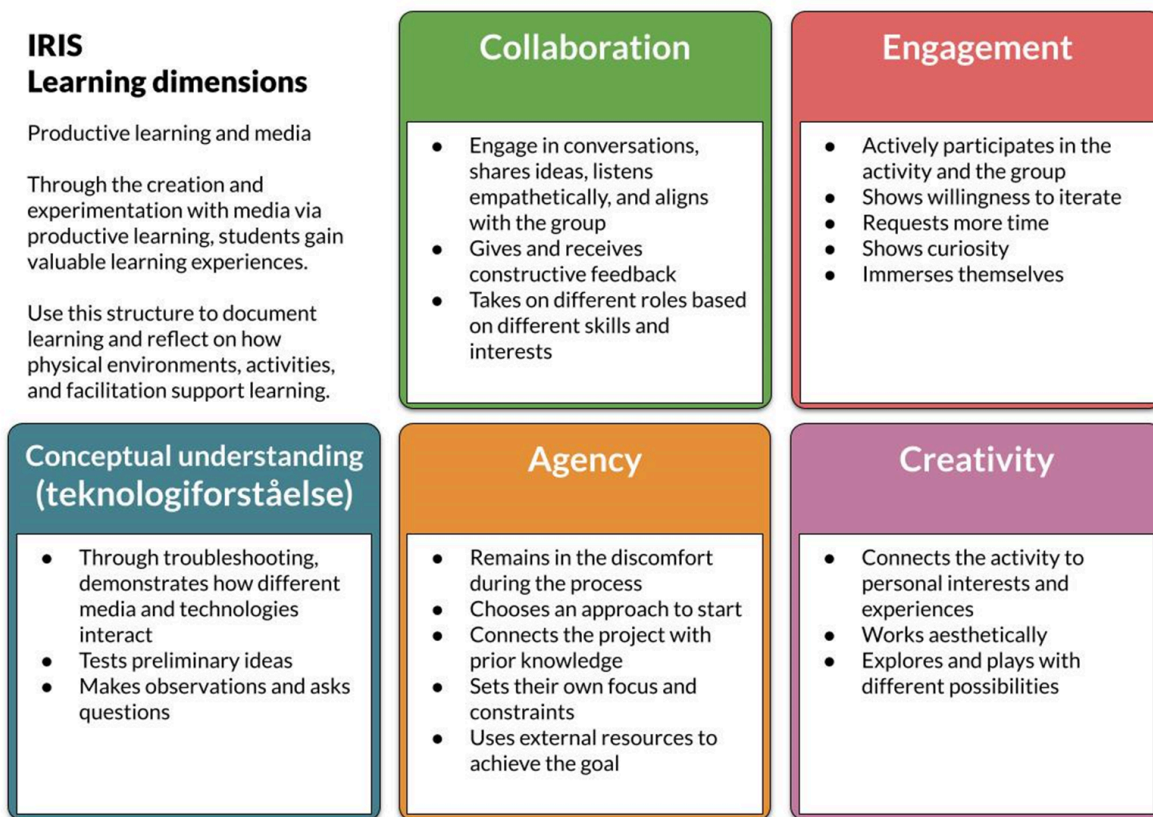 IRIS
Learning dimensions
Productive learning and media
Through the creation and
experimentation with media via
productive learning, students gain
valuable learning experiences.
Use this structure to document
learning and reflect on how
physical environments, activities,
and facilitation support learning.
Collaboration
● Engage in conversations,
shares ideas, listens
empathetically, and aligns
with the group
● Gives and receives
constructive feedback
● Takes on different roles based
on different skills and
interests
Engagement
● Actively participates in the
activity and the group
● Shows willingness to iterate
● Requests more time
● Shows curiosity
● Immerses themselves
Conceptual understanding
(teknologiforståelse)
● Through troubleshooting,
demonstrates how different
media and technologies
interact
● Tests preliminary ideas
● Makes observations and asks
questions
Agency
● Remains in the discomfort
during the process
● Chooses an approach to start
● Connects the project with
prior knowledge
● Sets their own focus and
constraints
● Uses external resources to
achieve the goal
Creativity
● Connects the activity to
personal interests and
experiences
● Works aesthetically
● Explores and plays with
different possibilities